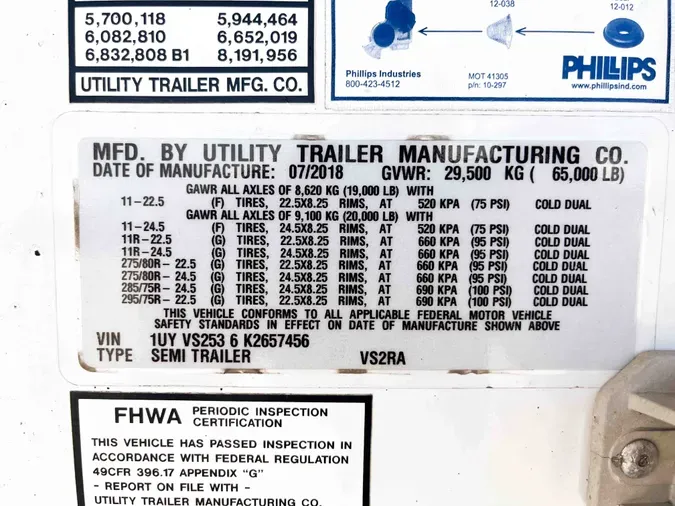 5,700,118 5,944,464
6,082,810 6,652,019
6,832,808 B1 8,191,956
UTILITY TRAILER MFG. CO.
12-038 12-012
Phillips Industries
800-423-4512
MOT 41305
p/n: 10-297
PHILLIPS
www.phillipsind.com
MFD. BY UTILITY TRAILER MANUFACTURING CO.
DATE OF MANUFACTURE: 07/2018 GVWR: 29,500 KG ( 65,000 LB)
GAWR ALL AXLES OF 8,620 KG (19,000 LB) WITH
11-22.5 (F) TIRES, 22.5X8.25 RIMS, AT 520 KPA (75 PSI) COLD DUAL
GAWR ALL AXLES OF 9,100 KG (20,000 LB) WITH
11-24.5 (F) TIRES, 24.5X8.25 RIMS, AT 520 KPA (75 PSI) COLD DUAL
11R-22.5 (G) TIRES, 22.5X8.25 RIMS, AT 660 KPA (95 PSI) COLD DUAL
11R-24.5 (G) TIRES, 24.5X8.25 RIMS, AT 660 KPA (95 PSI) COLD DUAL
275/80R-22.5 (G) TIRES, 22.5X8.25 RIMS, AT 660 KPA (95 PSI) COLD DUAL
275/80R-24.5 (G) TIRES, 24.5X8.25 RIMS, AT 660 KPA (95 PSI) COLD DUAL
285/75R-24.5 (G) TIRES, 24.5X8.25 RIMS, AT 690 KPA (100 PSI) COLD DUAL
295/75R-22.5 (G) TIRES, 22.5X8.25 RIMS, AT 690 KPA (100 PSI) COLD DUAL
THIS VEHICLE CONFORMS TO ALL APPLICABLE FEDERAL MOTOR VEHICLE
SAFETY STANDARDS IN EFFECT ON DATE OF MANUFACTURE SHOWN ABOVE
VIN 1UY VS253 6 K2657456
TYPE SEMI TRAILER VS2RA
FHWA PERIODIC INSPECTION
CERTIFICATION
THIS VEHICLE HAS PASSED INSPECTION IN
ACCORDANCE WITH FEDERAL REGULATION
49CFR 396.17 APPENDIX "G"
- REPORT ON FILE WITH -
UTILITY TRAILER MANUFACTURING CO.